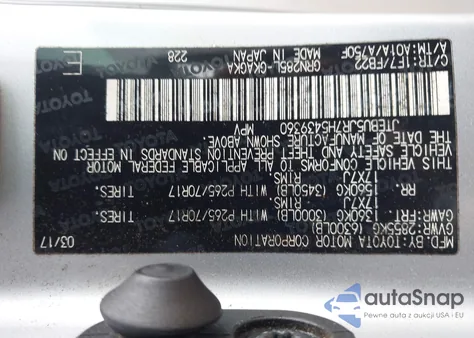 MFD. BY: TOYOTA MOTOR CORPORATION 03/17
GVWR: 2855KG (6300LB)
GAWR: FRT. 1360KG (3000LB) WITH P265/70R17 TIRES,
17X7J RIMS
RR. 1560KG (3450LB) WITH P265/70R17 TIRES,
17X7J RIMS
THIS VEHICLE CONFORMS TO ALL APPLICABLE FEDERAL MOTOR
VEHICLE SAFETY AND THEFT PREVENTION STANDARDS IN EFFECT ON
THE DATE OF MANUFACTURE SHOWN ABOVE.
JTEBU5JR7H5439360 MPV
C/TR: 1F7/FB22 GRN285L-GKAGKA
A/TM: A01A/A750F MADE IN JAPAN
228
E
TOYOTA
autoSnap
Pewne auta z aukcji USA i EU